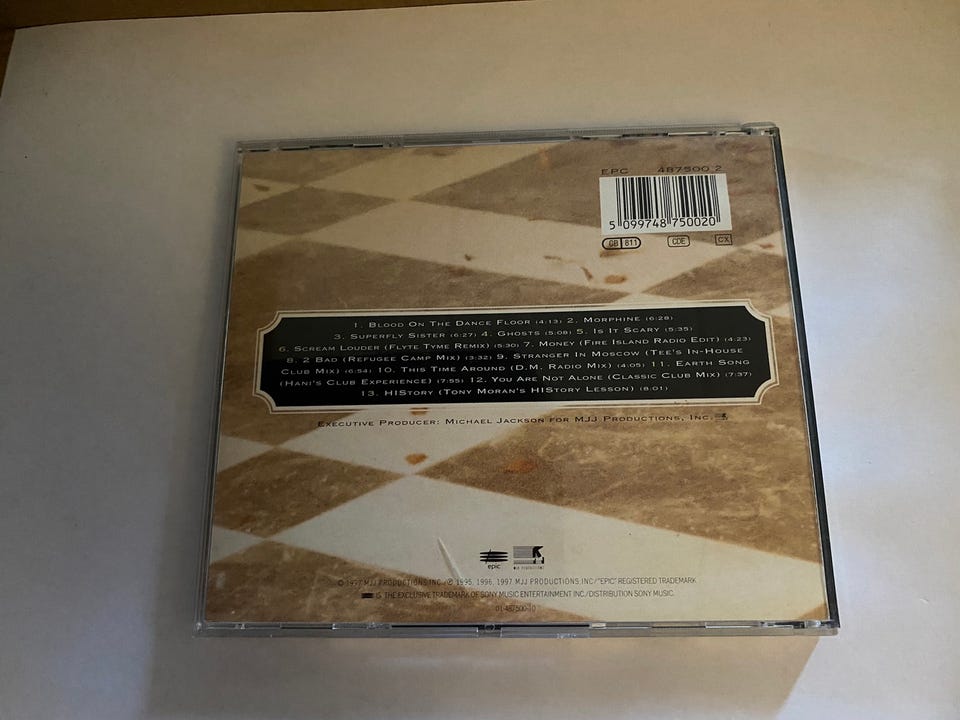 EPC 487500 2
5 099748 750020
GB 811 CDE CX
1. Blood On The Dance Floor (4:13) 2. Morphine (6:28)
3. Superfly Sister (6:27) 4. Ghosts (5:08) 5. Is It Scary (5:35)
6. Scream Louder (Flyte Tyme Remix) (5:30) 7. Money (Fire Island Radio Edit) (4:23)
8. 2 Bad (Refugee Camp Mix) (3:32) 9. Stranger In Moscow (Tee's In-House
Club Mix) (6:54) 10. This Time Around (D.M. Radio Mix) (4:05) 11. Earth Song
(Hani's Club Experience) (7:55) 12. You Are Not Alone (Classic Club Mix) (7:37)
13. HIStory (Tony Moran's HIStory Lesson) (8:01)
Executive Producer: Michael Jackson for MJJ Productions, Inc.
epic
© 1997 MJJ PRODUCTIONS INC./℗ 1995, 1996, 1997 MJJ PRODUCTIONS INC/"EPIC" REGISTERED TRADEMARK
IS THE EXCLUSIVE TRADEMARK OF SONY MUSIC ENTERTAINMENT INC./DISTRIBUTION SONY MUSIC.
01-487500-10